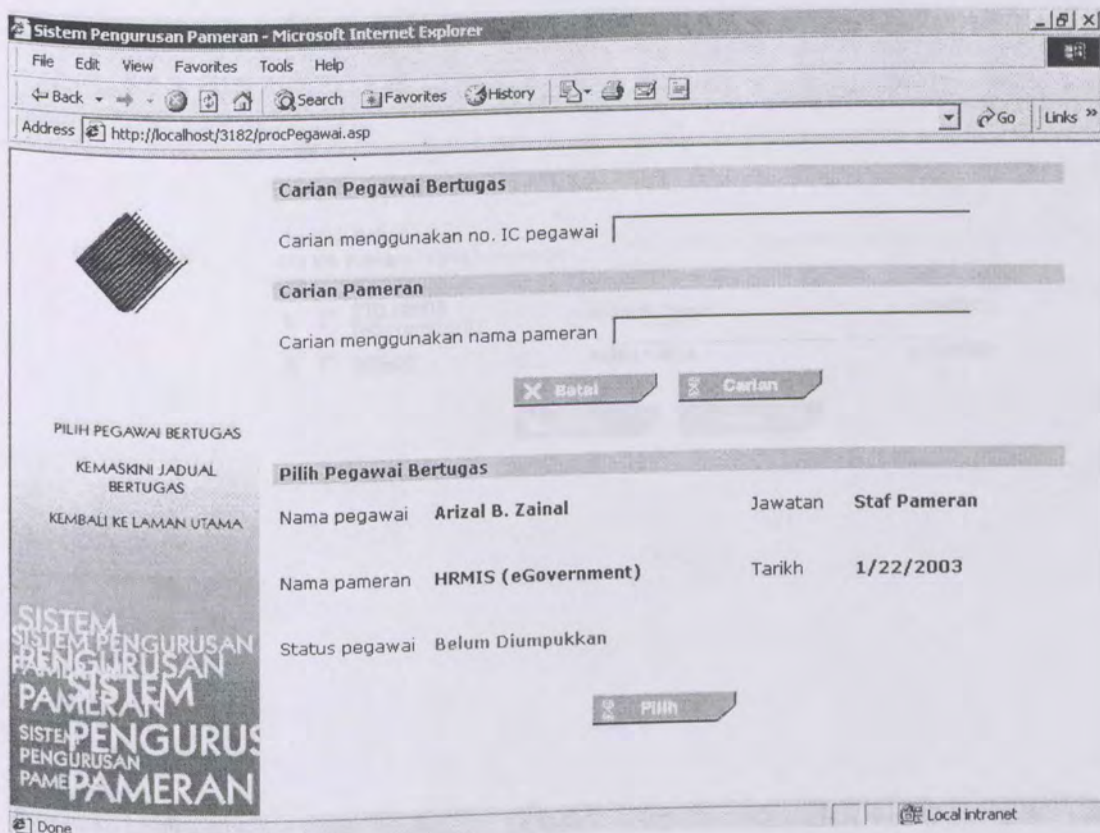 Sistem Pengurusan Pameran - Microsoft Internet Explorer
File Edit View Favorites Tools Help
Back Search Favorites History
Address http://localhost/3182/procPegawai.asp Go Links »
Carian Pegawai Bertugas
Carian menggunakan no. IC pegawai
Carian Pameran
Carian menggunakan nama pameran
Batal Carian
PILIH PEGAWAI BERTUGAS
KEMASKINI JADUAL
BERTUGAS
KEMBALI KE LAMAN UTAMA
Pilih Pegawai Bertugas
Nama pegawai Arizal B. Zainal Jawatan Staf Pameran
Nama pameran HRMIS (eGovernment) Tarikh 1/22/2003
Status pegawai Belum Diumpukkan
Pilih
SISTEM
SISTEM PENGURUSAN
PENGURUSAN
SISTEM
PAMERAN
SISTEM PENGURUS
PENGURUSAN
PAME PAMERAN
Done Local intranet